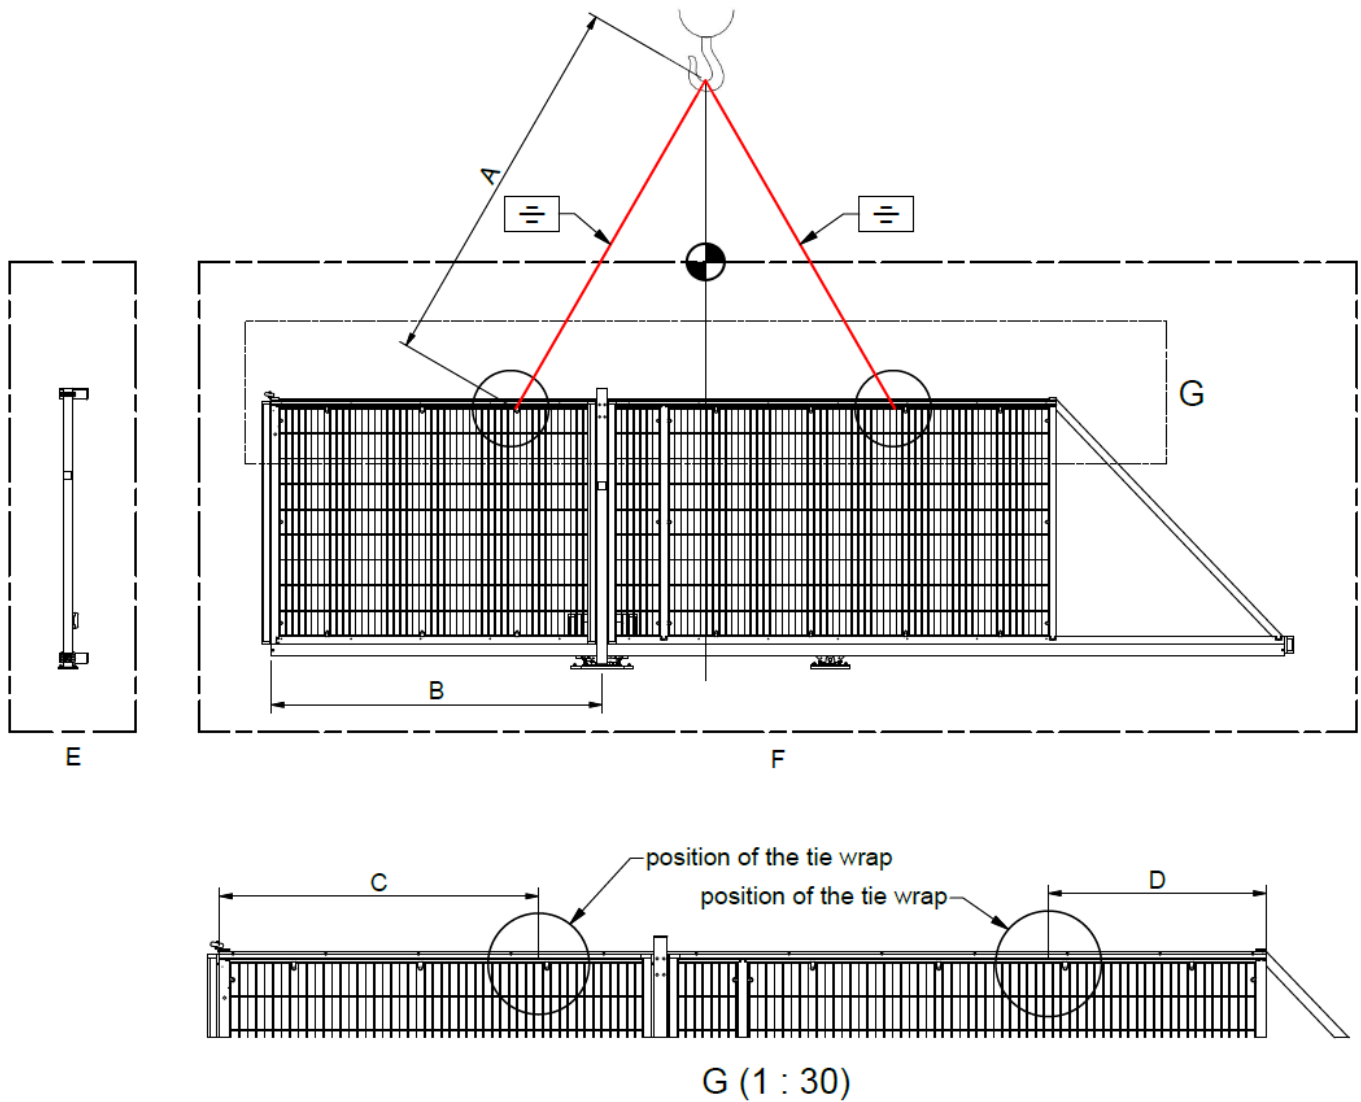 A
G
B
E
F
position of the tie wrap
C
D
position of the tie wrap
G (1 : 30)